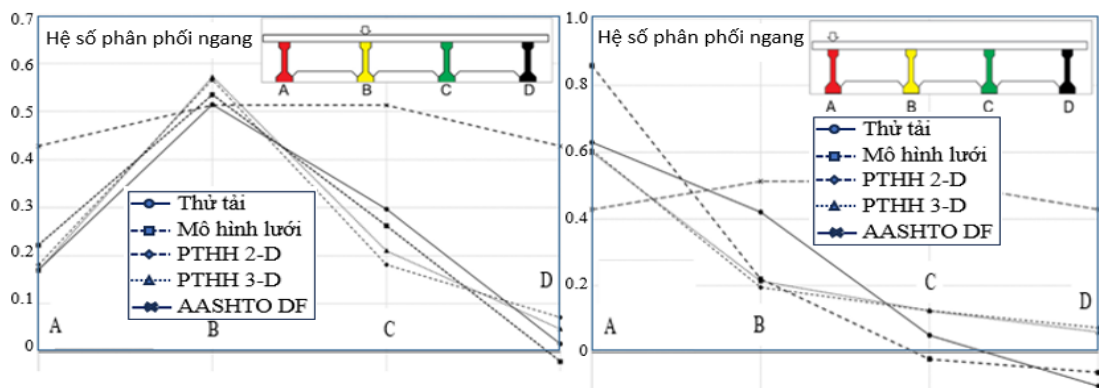 0.7
Hệ số phân phối ngang
0.6
0.5
0.4
0.3
0.2
0.1
0
A B C D
Thử tải
Mô hình lưới
PTHH 2-D
PTHH 3-D
AASHTO DF
A
B
C
D
1.0
Hệ số phân phối ngang
0.8
0.6
0.4
0.2
0
A B C D
Thử tải
Mô hình lưới
PTHH 2-D
PTHH 3-D
AASHTO DF
A
B
C
D